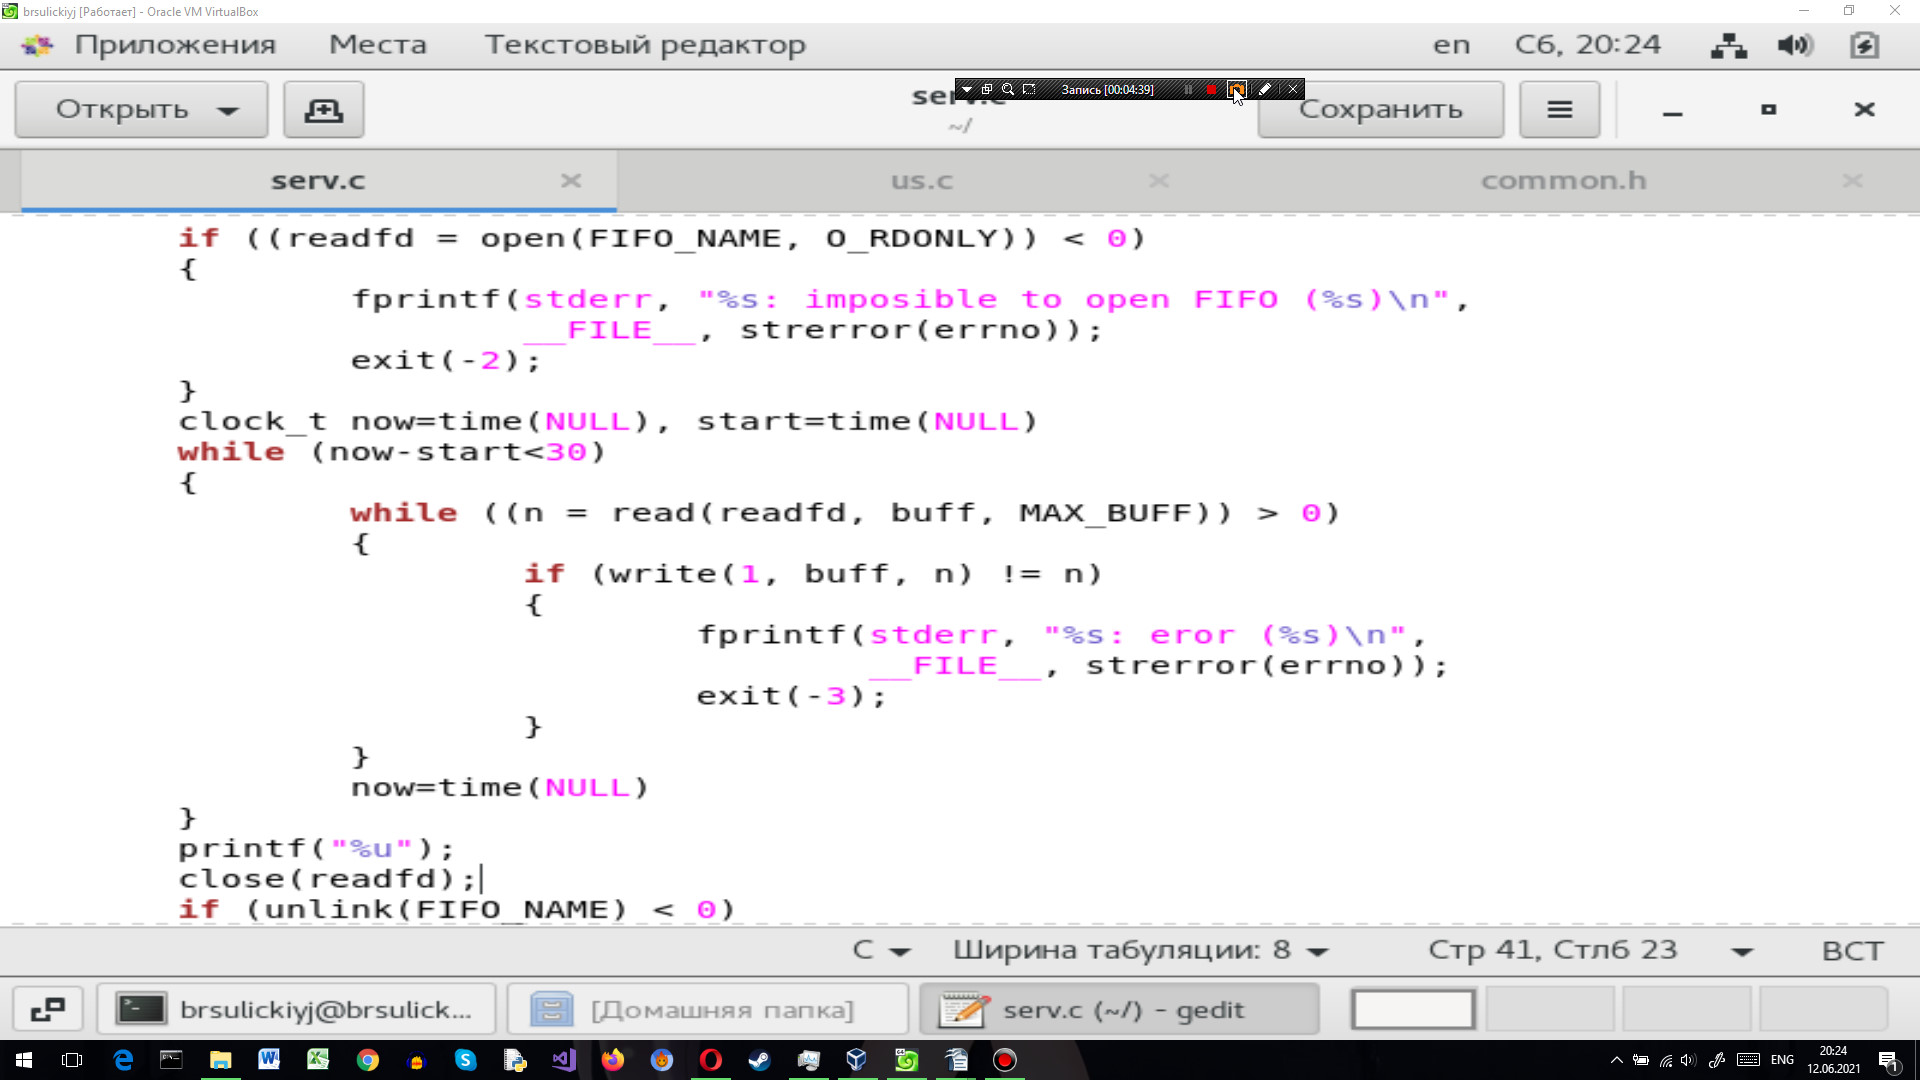 brsulickiyj [Работает] - Oracle VM VirtualBox
Приложения Места Текстовый редактор en Сб, 20:24
Открыть Запись [00:04:39] Сохранить
~/
serv.c us.c common.h
if ((readfd = open(FIFO_NAME, O_RDONLY)) < 0)
{
fprintf(stderr, "%s: imposible to open FIFO (%s)\n",
__FILE__, strerror(errno));
exit(-2);
}
clock_t now=time(NULL), start=time(NULL)
while (now-start<30)
{
while ((n = read(readfd, buff, MAX_BUFF)) > 0)
{
if (write(1, buff, n) != n)
{
fprintf(stderr, "%s: eror (%s)\n",
__FILE__, strerror(errno));
exit(-3);
}
}
now=time(NULL)
}
printf("%u");
close(readfd);
if (unlink(FIFO_NAME) < 0)
C Ширина табуляции: 8 Стр 41, Стлб 23 ВСТ
brsulickiyj@brsulick... [Домашняя папка] serv.c (~/) - gedit
ENG 20:24
12.06.2021